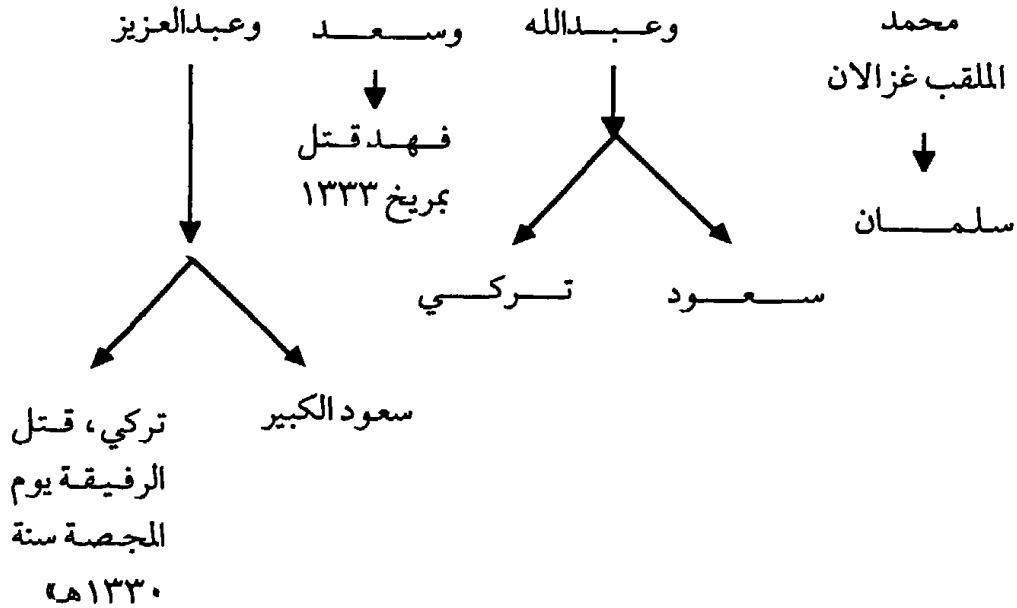 محمد
الملقب غزالان
سلمان
وعبدالله
سعود
تركي
وسعد
فهد قتل
بمريخ ١٣٣٣
وعبدالعزيز
سعود الكبير
تركي، قتل
الرفيقة يوم
المجصة سنة
١٣٣٠هـ»